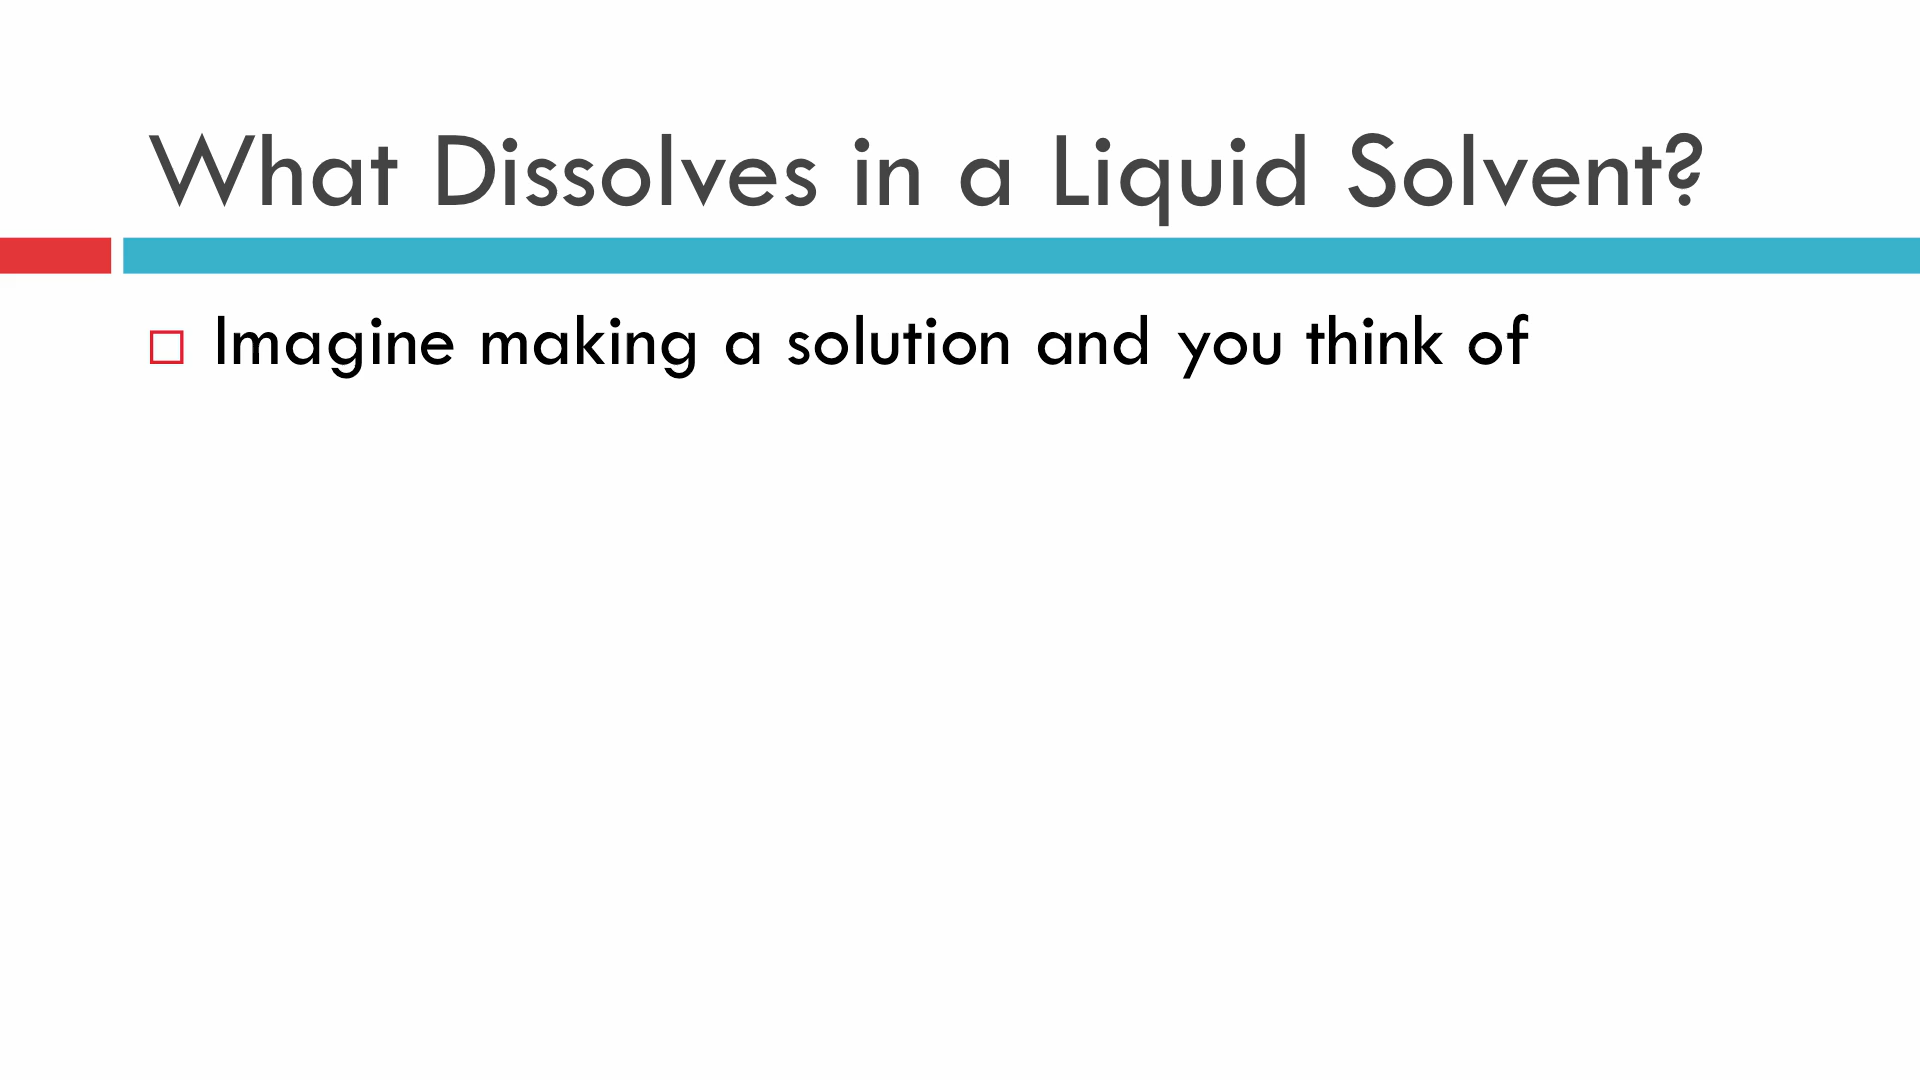 What Dissolves in a Liquid Solvent?
Imagine making a solution and you think of